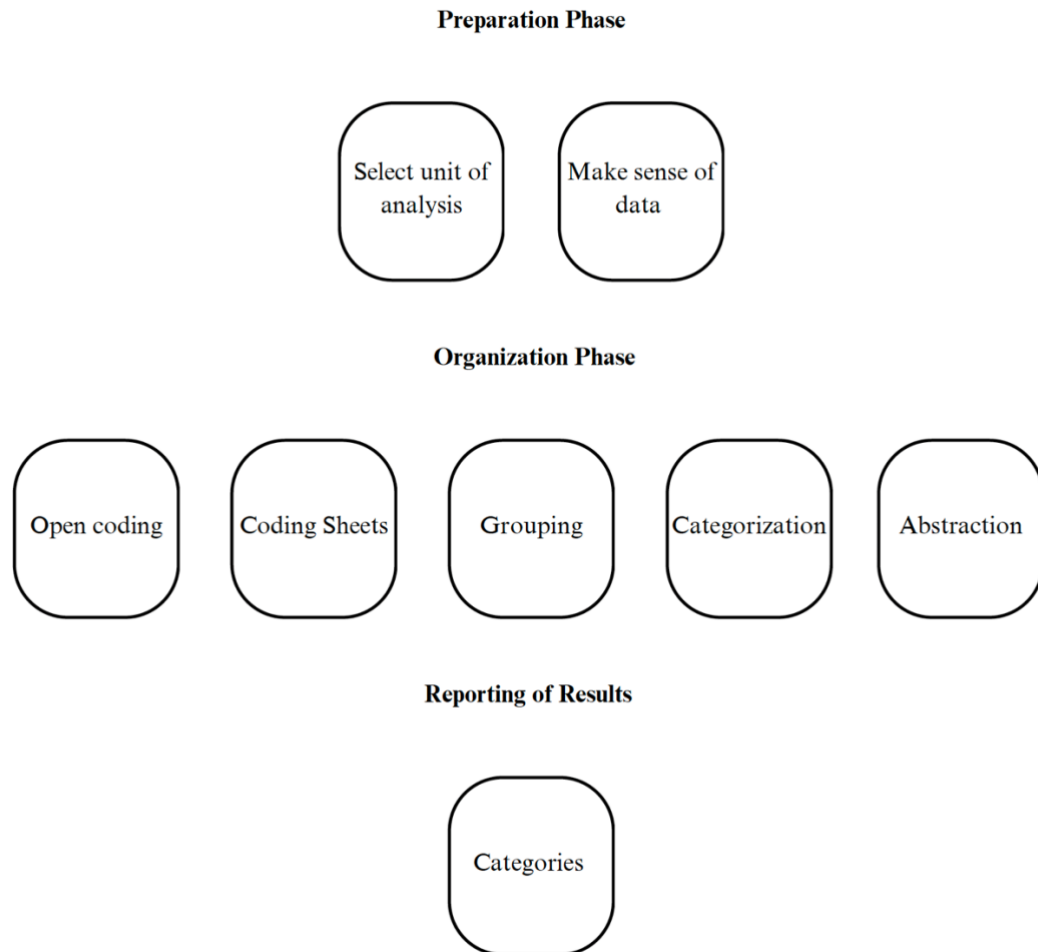 Preparation Phase
Select unit of
analysis
Make sense of
data
Organization Phase
Open coding
Coding Sheets
Grouping
Categorization
Abstraction
Reporting of Results
Categories